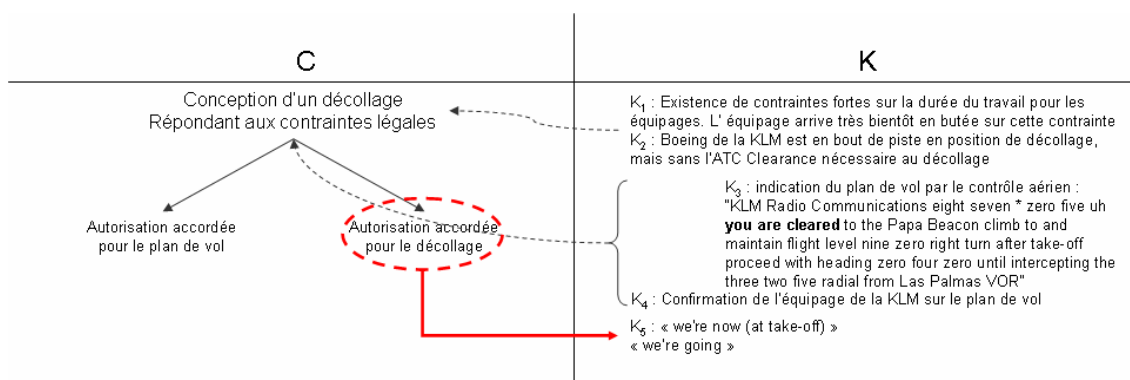 C
K
Conception d'un décollage
Répondant aux contraintes légales
Autorisation accordée
pour le plan de vol
Autorisation accordée
pour le décollage
K1 : Existence de contraintes fortes sur la durée du travail pour les
équipages. L' équipage arrive très bientôt en butée sur cette contrainte
K2 : Boeing de la KLM est en bout de piste en position de décollage,
mais sans l'ATC Clearance nécessaire au décollage
K3 : indication du plan de vol par le contrôle aérien :
"KLM Radio Communications eight seven * zero five uh
you are cleared to the Papa Beacon climb to and
maintain flight level nine zero right turn after take-off
proceed with heading zero four zero until intercepting the
three two five radial from Las Palmas VOR"
K4 : Confirmation de l'équipage de la KLM sur le plan de vol
K5 : « we're now (at take-off) »
« we're going »